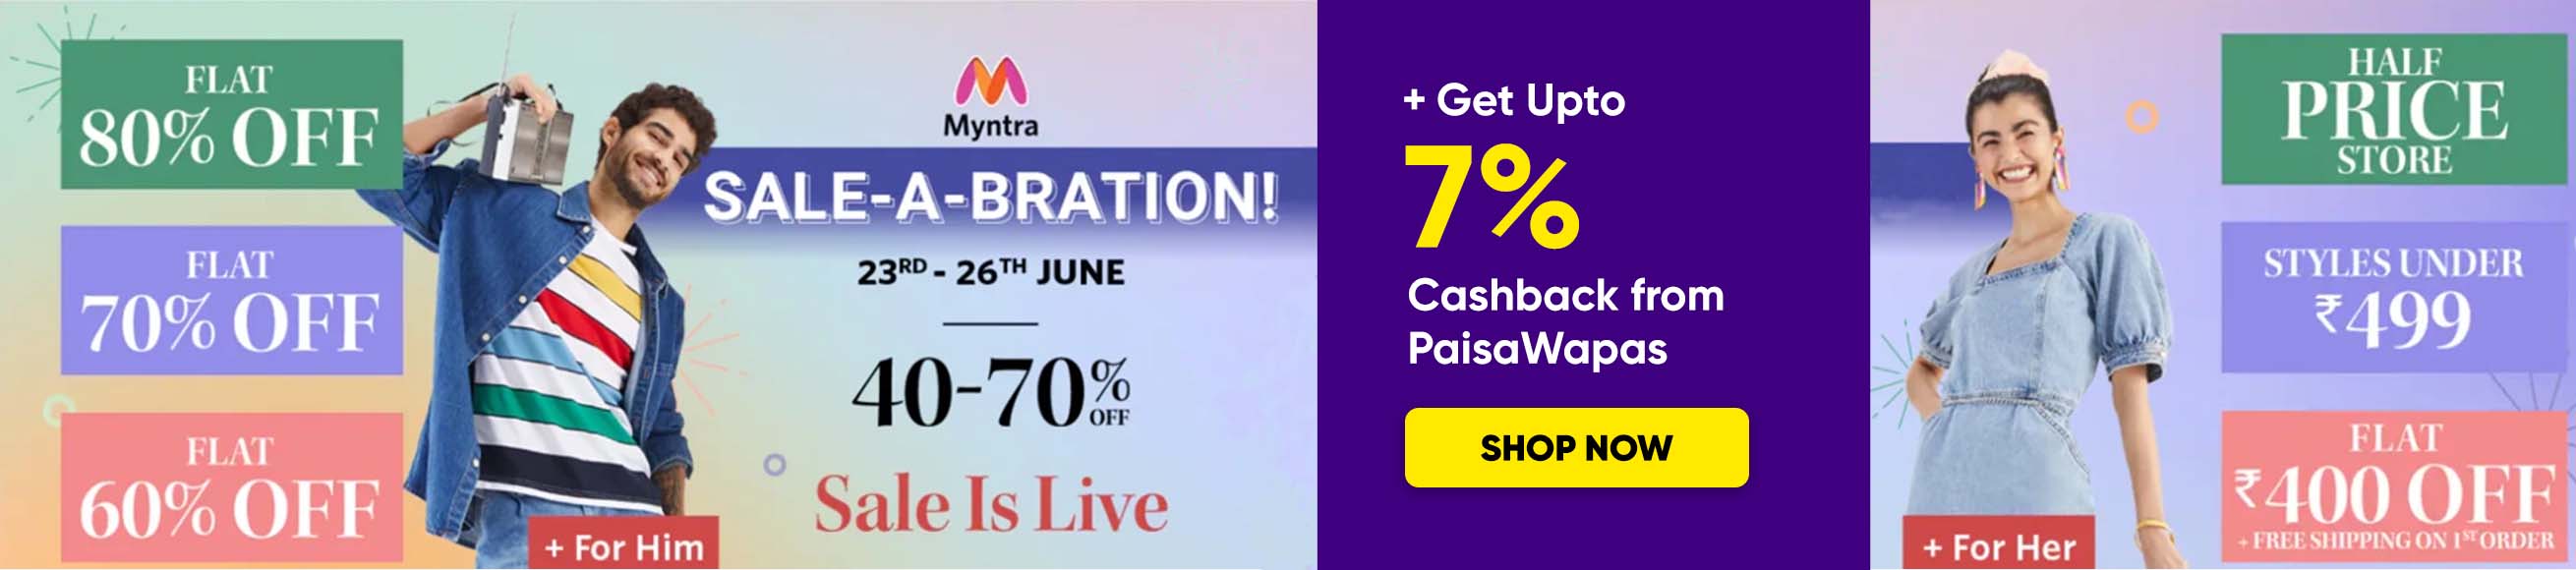 FLAT
80% OFF
FLAT
70% OFF
FLAT
60% OFF
+ For Him
Myntra
SALE-A-BRATION!
23RD - 26TH JUNE
40-70% OFF
Sale Is Live
+ Get Upto
7%
Cashback from
PaisaWapas
SHOP NOW
+ For Her
HALF
PRICE
STORE
STYLES UNDER
₹499
FLAT
₹400 OFF
+ FREE SHIPPING ON 1ST ORDER